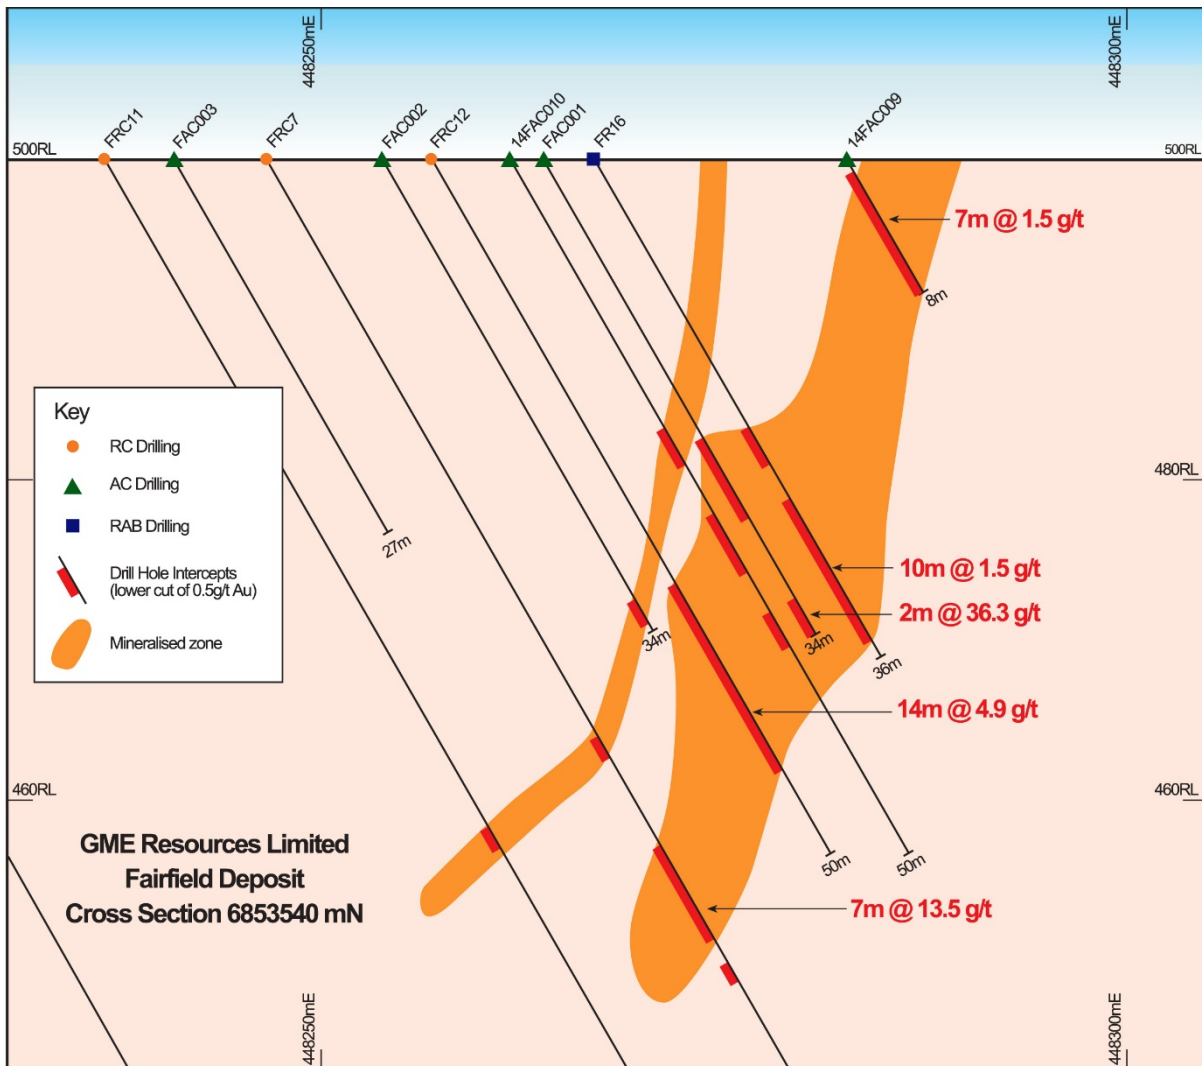 448250mE
448300mE
FRC11
FAC003
FRC7
FAC002
FRC12
14FAC010
FAC001
FR16
14FAC009
500RL
500RL
7m @ 1.5 g/t
8m
Key
RC Drilling
AC Drilling
RAB Drilling
Drill Hole Intercepts
(lower cut of 0.5g/t Au)
Mineralised zone
480RL
27m
10m @ 1.5 g/t
2m @ 36.3 g/t
34m
34m
36m
14m @ 4.9 g/t
460RL
460RL
GME Resources Limited
Fairfield Deposit
Cross Section 6853540 mN
50m
50m
7m @ 13.5 g/t
448250mE
448300mE